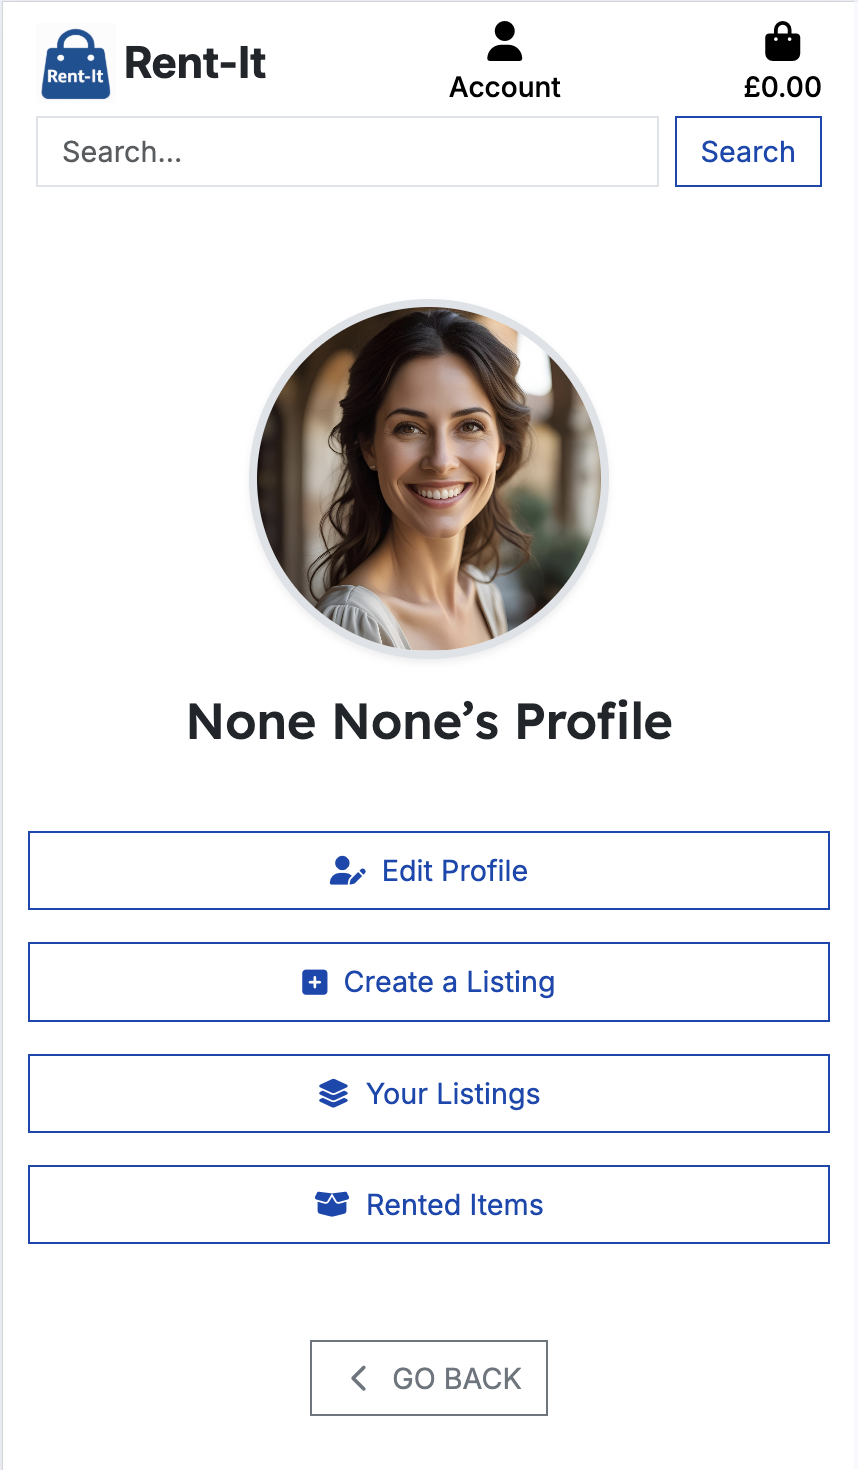 Rent-It Rent-It
Account
£0.00
Search...
Search
None None’s Profile
Edit Profile
Create a Listing
Your Listings
Rented Items
GO BACK